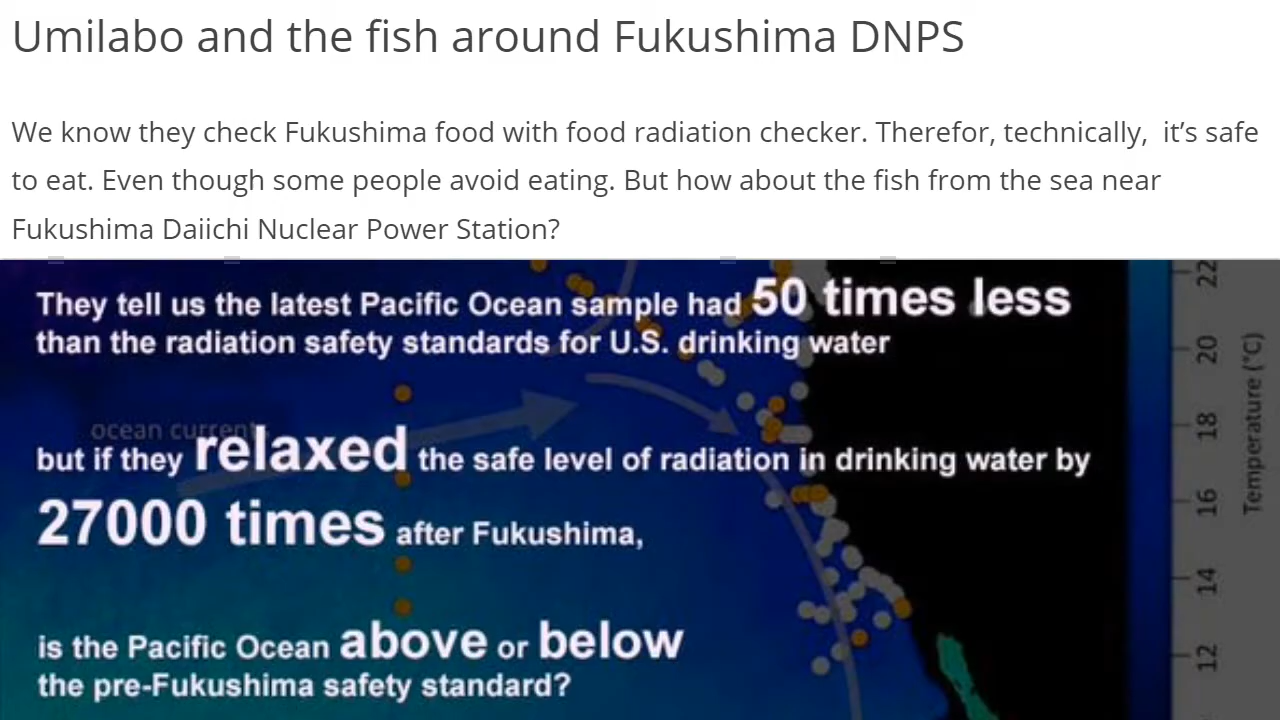 Umilabo and the fish around Fukushima DNPS
We know they check Fukushima food with food radiation checker. Therefor, technically,  it’s safe
to eat. Even though some people avoid eating. But how about the fish from the sea near
Fukushima Daiichi Nuclear Power Station?
22
They tell us the latest Pacific Ocean sample had 50 times less
than the radiation safety standards for U.S. drinking water
20
ocean currents
18
but if they relaxed the safe level of radiation in drinking water by
Temperature (°C)
16
27000 times after Fukushima,
14
is the Pacific Ocean above or below
12
the pre-Fukushima safety standard?